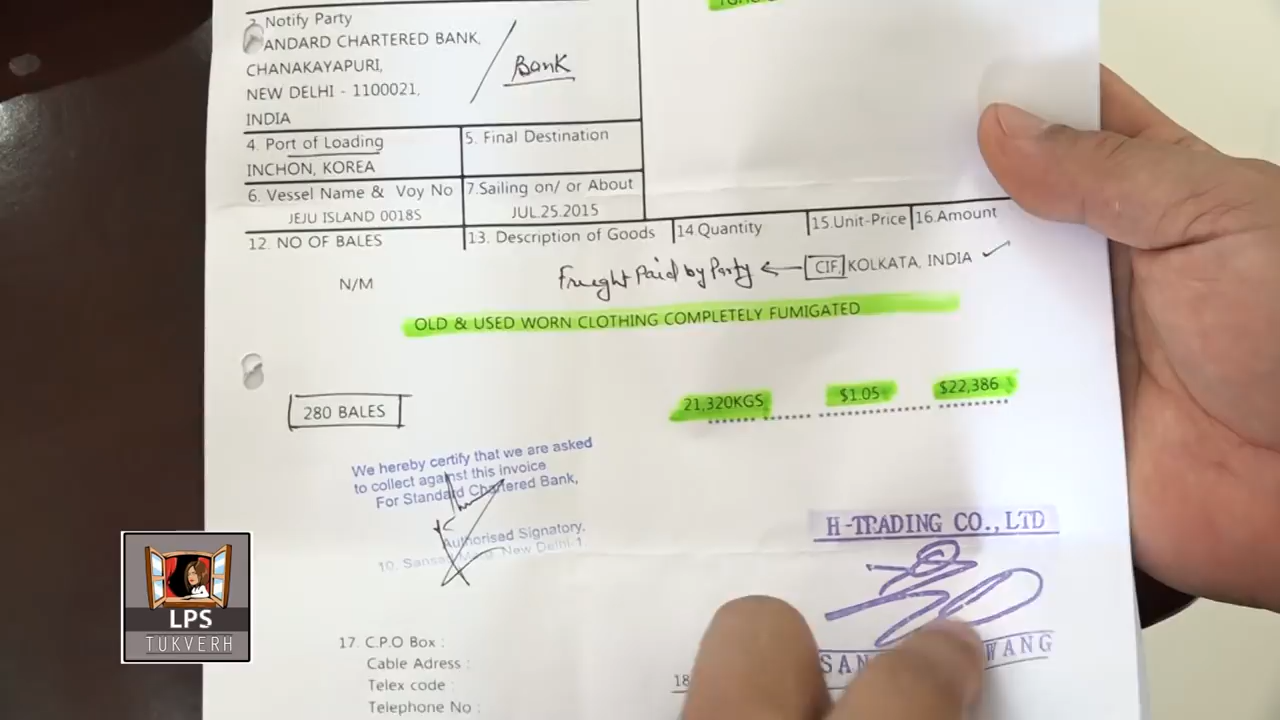 Notify Party
ANDARD CHARTERED BANK,
CHANAKAYAPURI,
NEW DELHI - 1100021,
INDIA
Bank
4. Port of Loading
5. Final Destination
INCHON, KOREA
6. Vessel Name & Voy No
7.Sailing on/ or About
JEJU ISLAND 0018S
JUL.25.2015
12. NO OF BALES
13. Description of Goods
14 Quantity
15.Unit-Price
16.Amount
N/M
Freight Paid by Party
CIF, KOLKATA, INDIA
OLD & USED WORN CLOTHING COMPLETELY FUMIGATED
280 BALES
21,320KGS
$1.05
$22,386
We hereby certify that we are asked
to collect against this invoice
For Standard Chartered Bank,
Authorised Signatory.
10. Sansad New Delhi-1
H-TRADING CO.,LTD
SAN WANG
17. C.P.O Box :
Cable Adress :
Telex code :
Telephone No :
18
LPS
TUKVERH